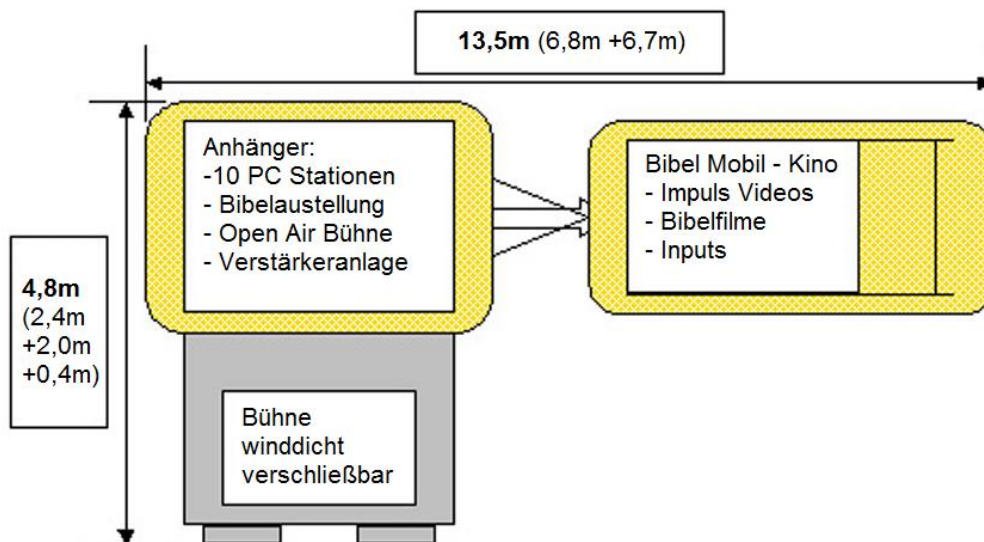 13,5m (6,8m +6,7m)
Anhänger:
-10 PC Stationen
- Bibelaustellung
- Open Air Bühne
- Verstärkeranlage
Bibel Mobil - Kino
- Impuls Videos
- Bibelfilme
- Inputs
4,8m
(2,4m
+2,0m
+0,4m)
Bühne
winddicht
verschließbar